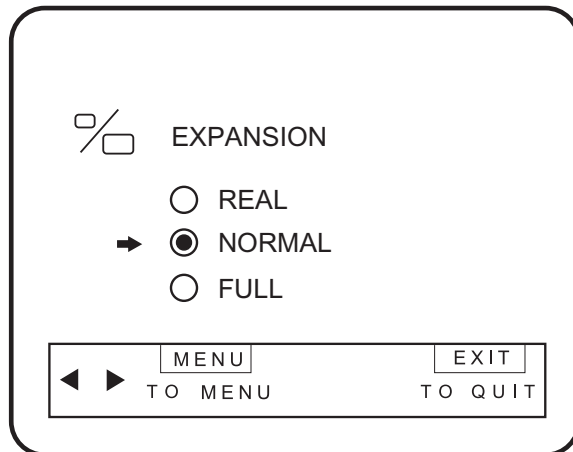 EXPANSION
REAL
NORMAL
FULL
MENU EXIT
TO MENU TO QUIT